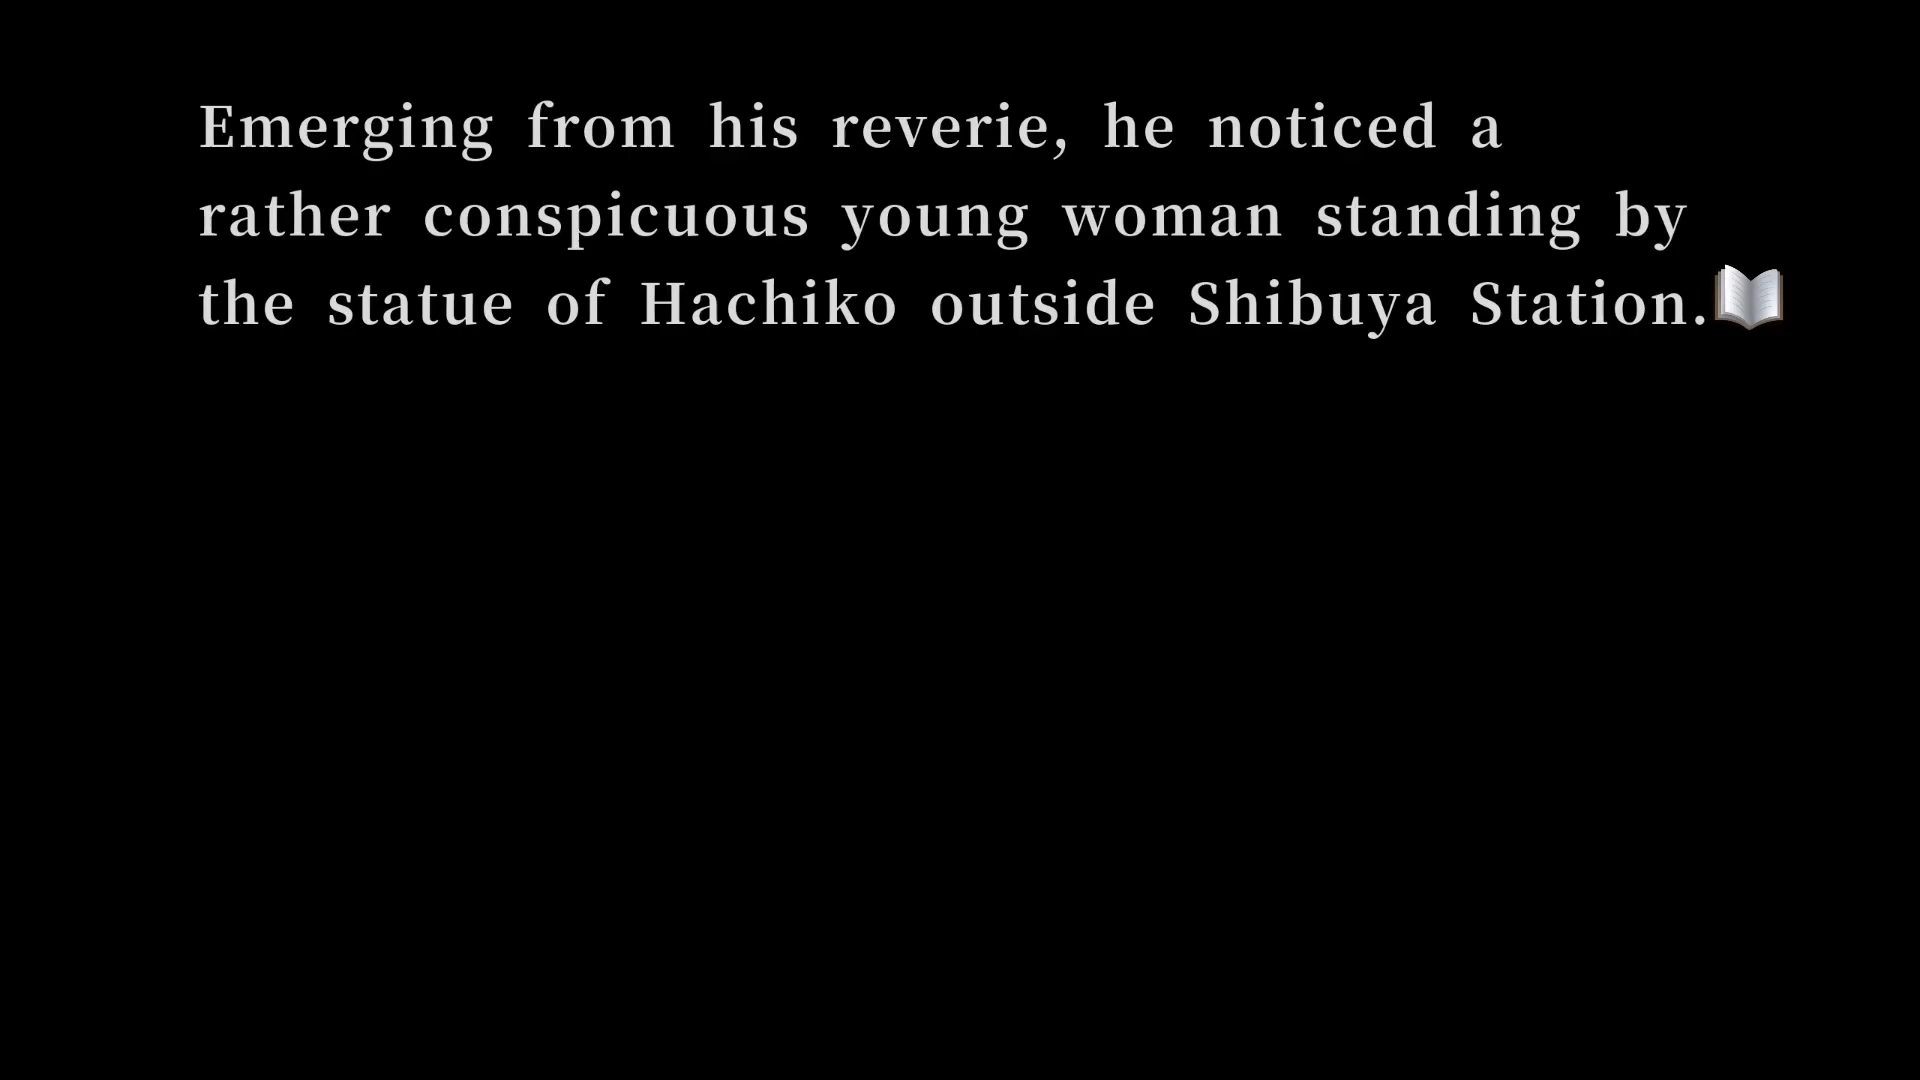 Emerging from his reverie, he noticed a
rather conspicuous young woman standing by
the statue of Hachiko outside Shibuya Station.